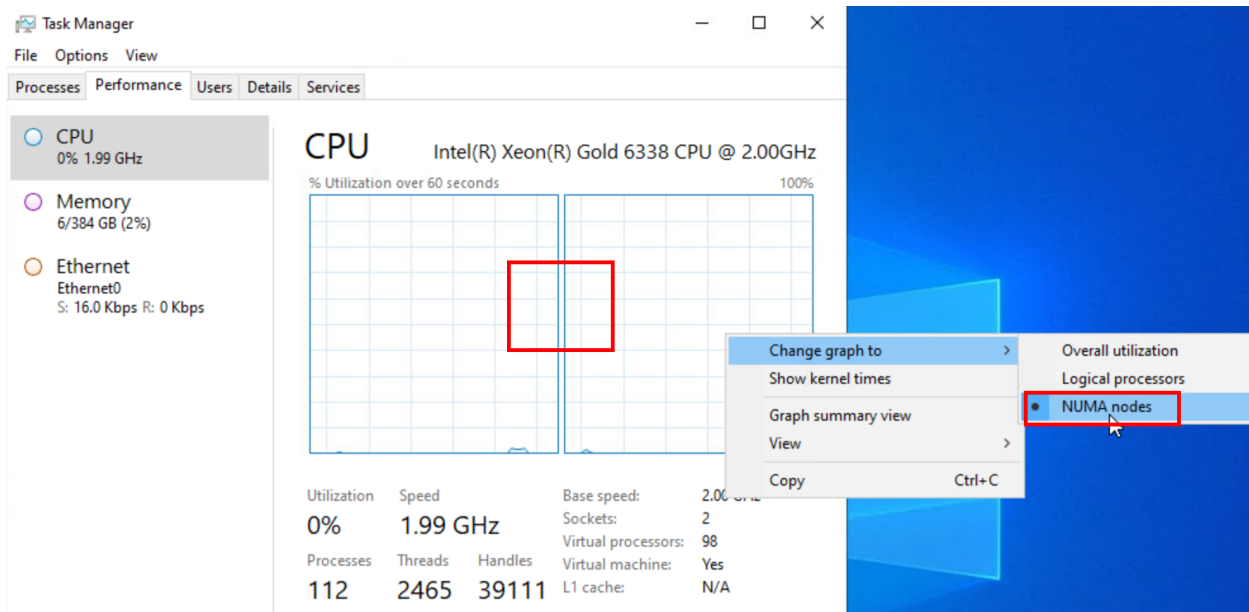 Task Manager
File Options View
Processes Performance Users Details Services
CPU
0% 1.99 GHz
Memory
6/384 GB (2%)
Ethernet
Ethernet0
S: 16.0 Kbps R: 0 Kbps
CPU Intel(R) Xeon(R) Gold 6338 CPU @ 2.00GHz
% Utilization over 60 seconds 100%
Change graph to
Show kernel times
Graph summary view
View
Copy Ctrl+C
Overall utilization
Logical processors
NUMA nodes
Utilization Speed
0% 1.99 GHz
Processes Threads Handles
112 2465 39111
Base speed: 2.00
Sockets: 2
Virtual processors: 98
Virtual machine: Yes
L1 cache: N/A